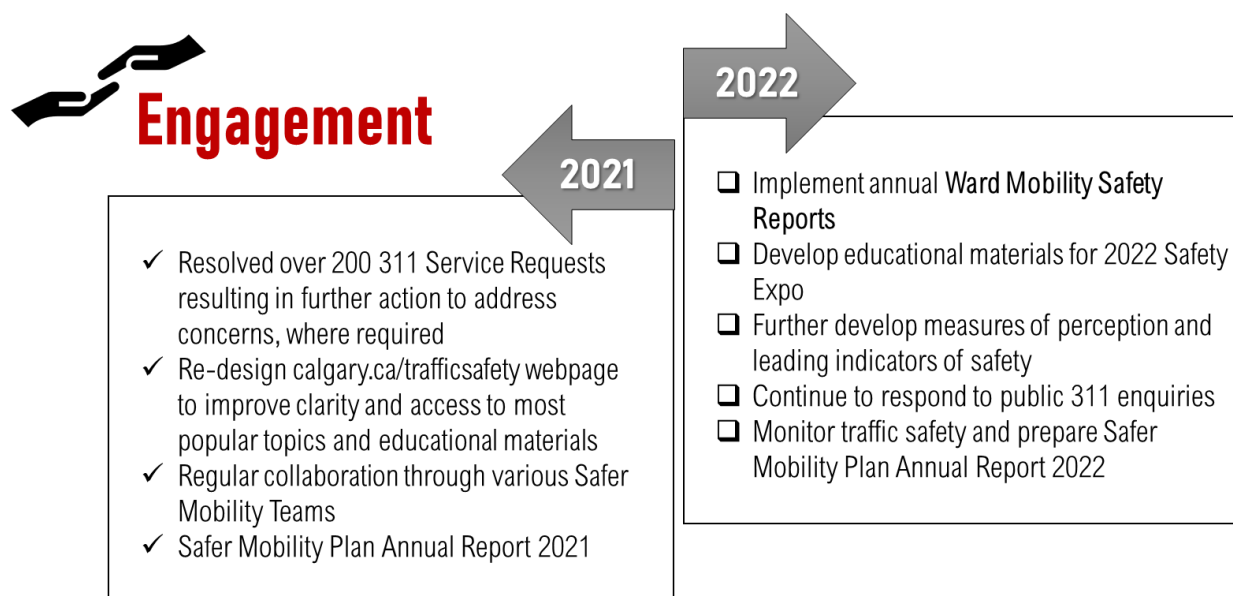 Engagement
2021
✓ Resolved over 200 311 Service Requests
resulting in further action to address
concerns, where required
✓ Re-design calgary.ca/trafficsafety webpage
to improve clarity and access to most
popular topics and educational materials
✓ Regular collaboration through various Safer
Mobility Teams
✓ Safer Mobility Plan Annual Report 2021
2022
❑ Implement annual Ward Mobility Safety
Reports
❑ Develop educational materials for 2022 Safety
Expo
❑ Further develop measures of perception and
leading indicators of safety
❑ Continue to respond to public 311 enquiries
❑ Monitor traffic safety and prepare Safer
Mobility Plan Annual Report 2022